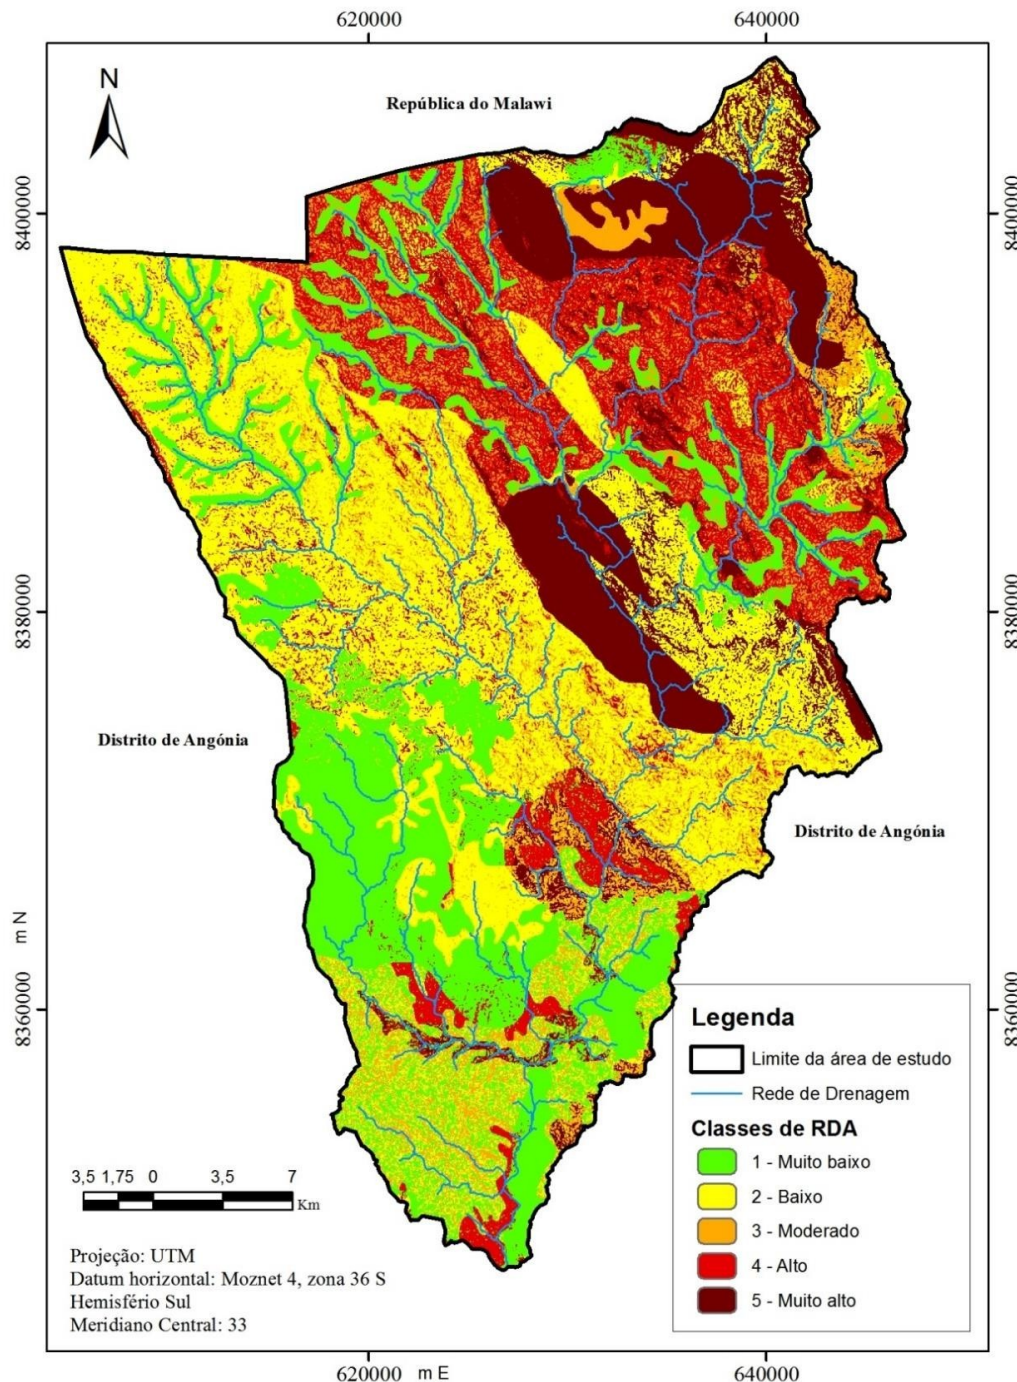 620000
640000
N
República do Malawi
8400000
8400000
8380000
8380000
Distrito de Angónia
Distrito de Angónia
m N
8360000
8360000
Legenda
Limite da área de estudo
Rede de Drenagem
Classes de RDA
1 - Muito baixo
2 - Baixo
3 - Moderado
4 - Alto
5 - Muito alto
3,5 1,75 0 3,5 7
Km
Projeção: UTM
Datum horizontal: Moznet 4, zona 36 S
Hemisfério Sul
Meridiano Central: 33
620000
m E
640000